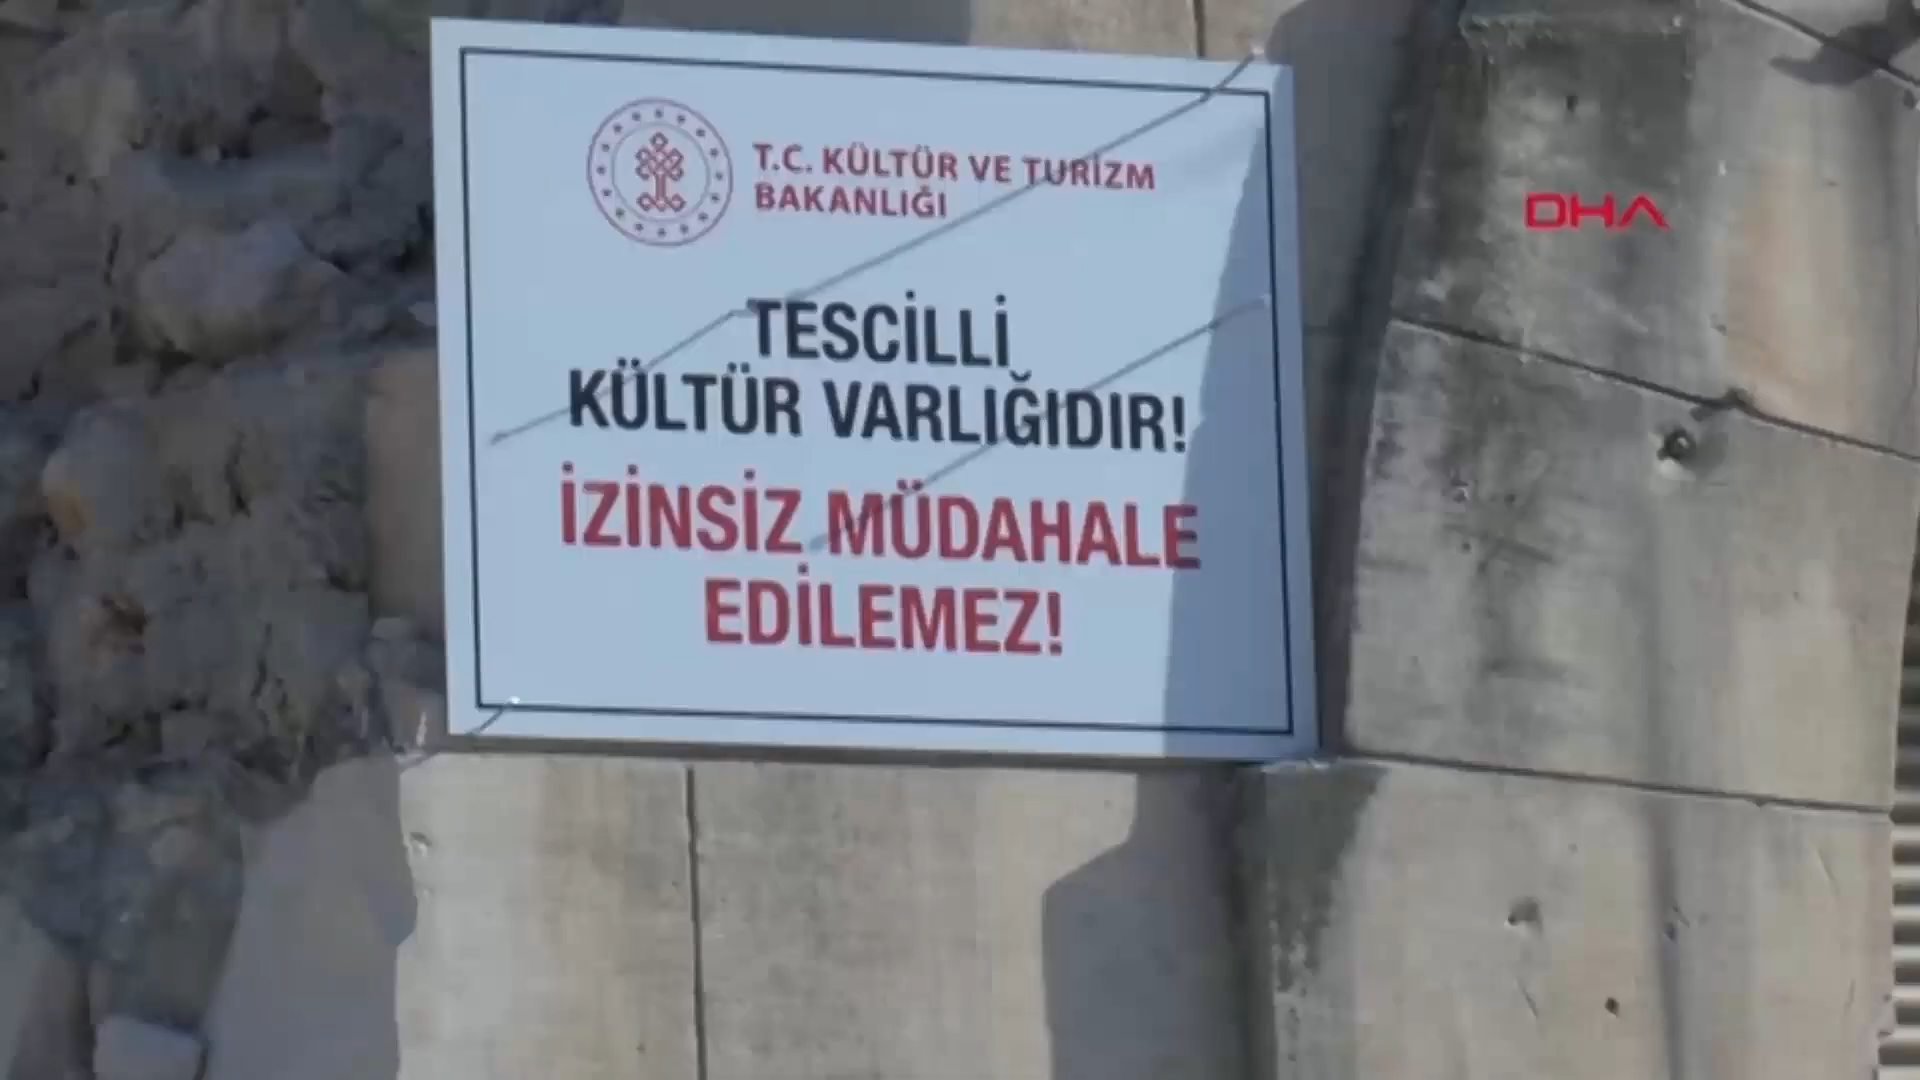 T.C. KÜLTÜR VE TURİZM
BAKANLIĞI
DHA
TESCİLLİ
KÜLTÜR VARLIĞIDIR!
İZİNSİZ MÜDAHALE
EDİLEMEZ!